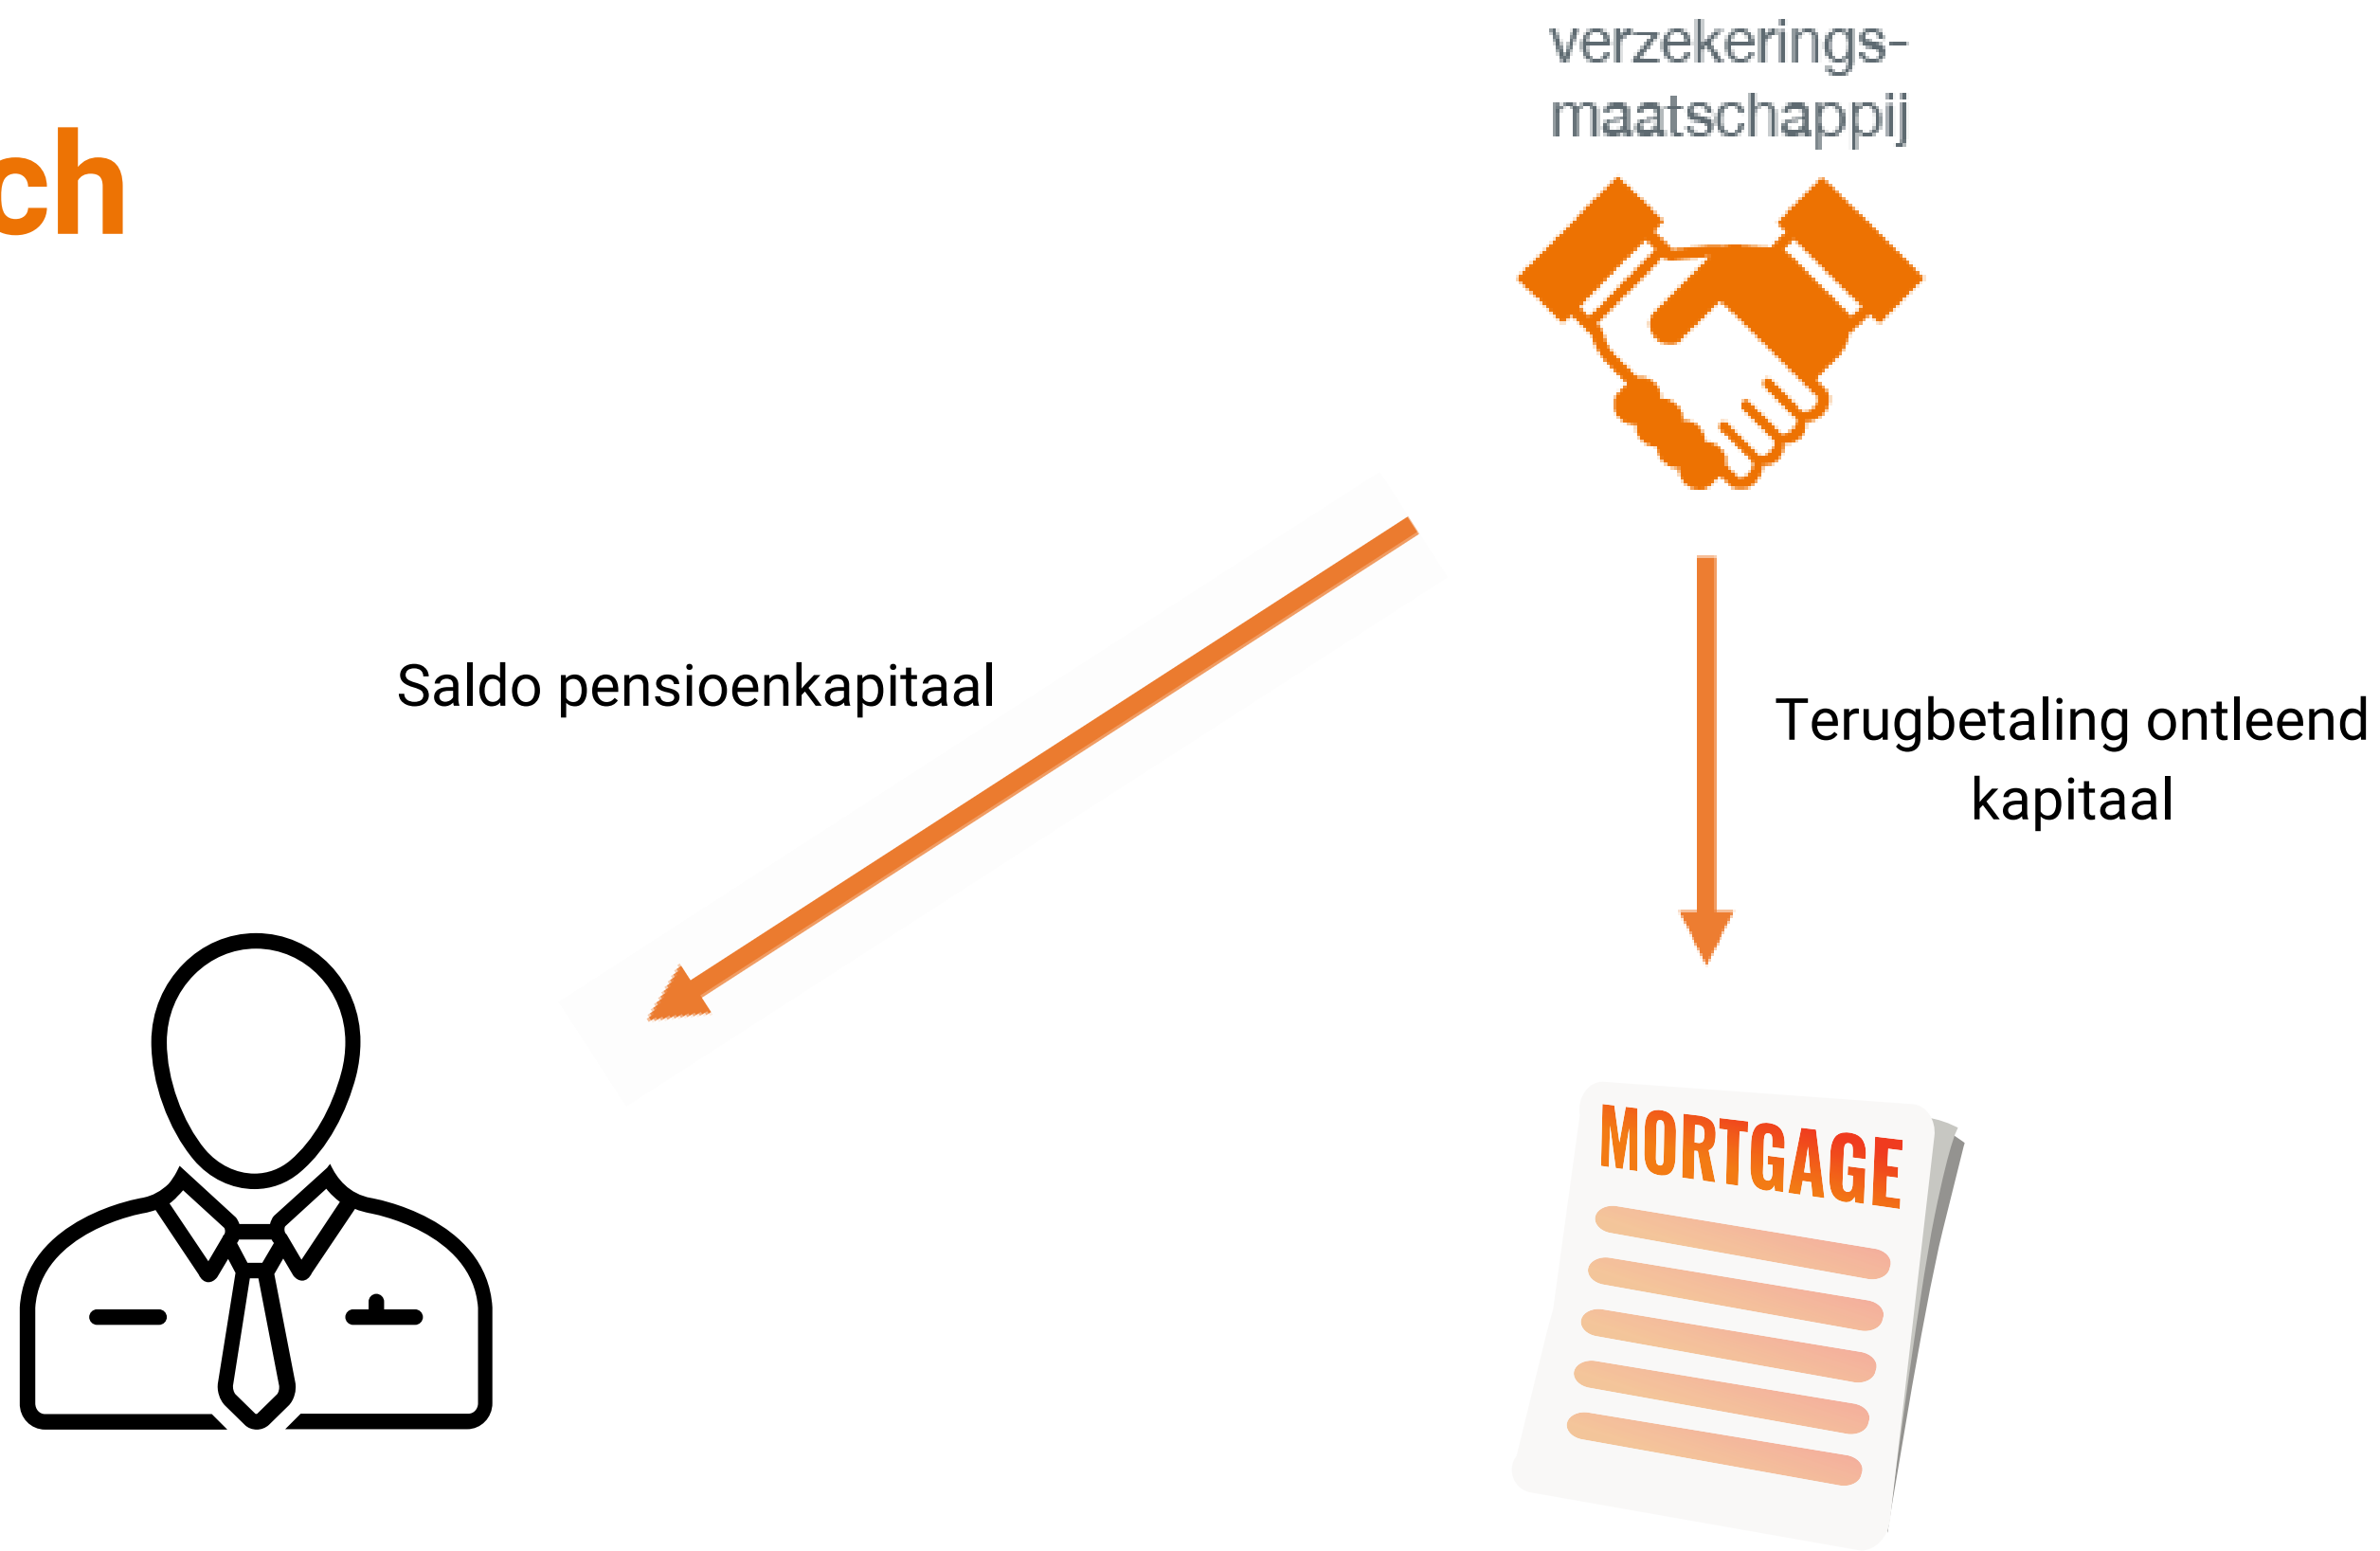 verzekerings-
maatschappij
ch
Saldo pensioenkapitaal
Terugbetaling ontleend
kapitaal
MORTGAGE